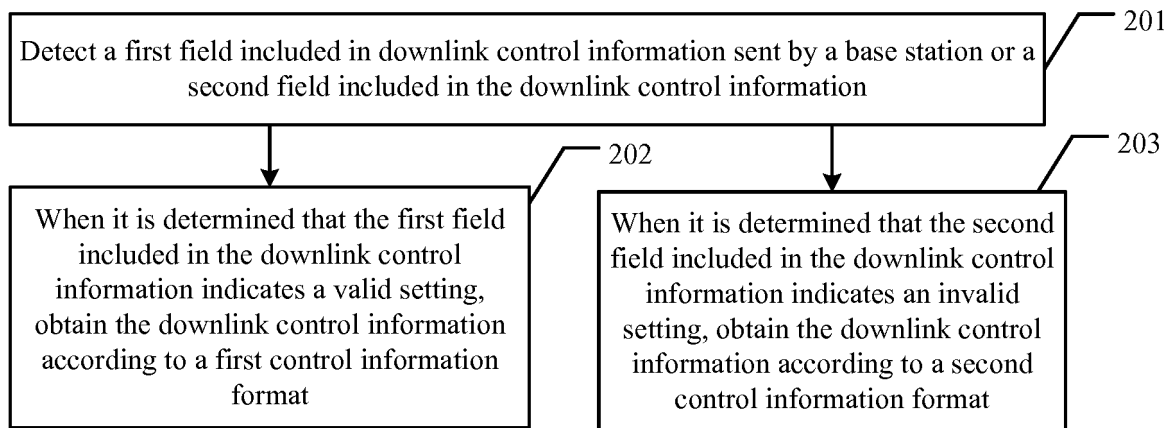 201
Detect a first field included in downlink control information sent by a base station or a
second field included in the downlink control information
202
When it is determined that the first field
included in the downlink control
information indicates a valid setting,
obtain the downlink control information
according to a first control information
format
203
When it is determined that the second
field included in the downlink control
information indicates an invalid
setting, obtain the downlink control
information according to a second
control information format